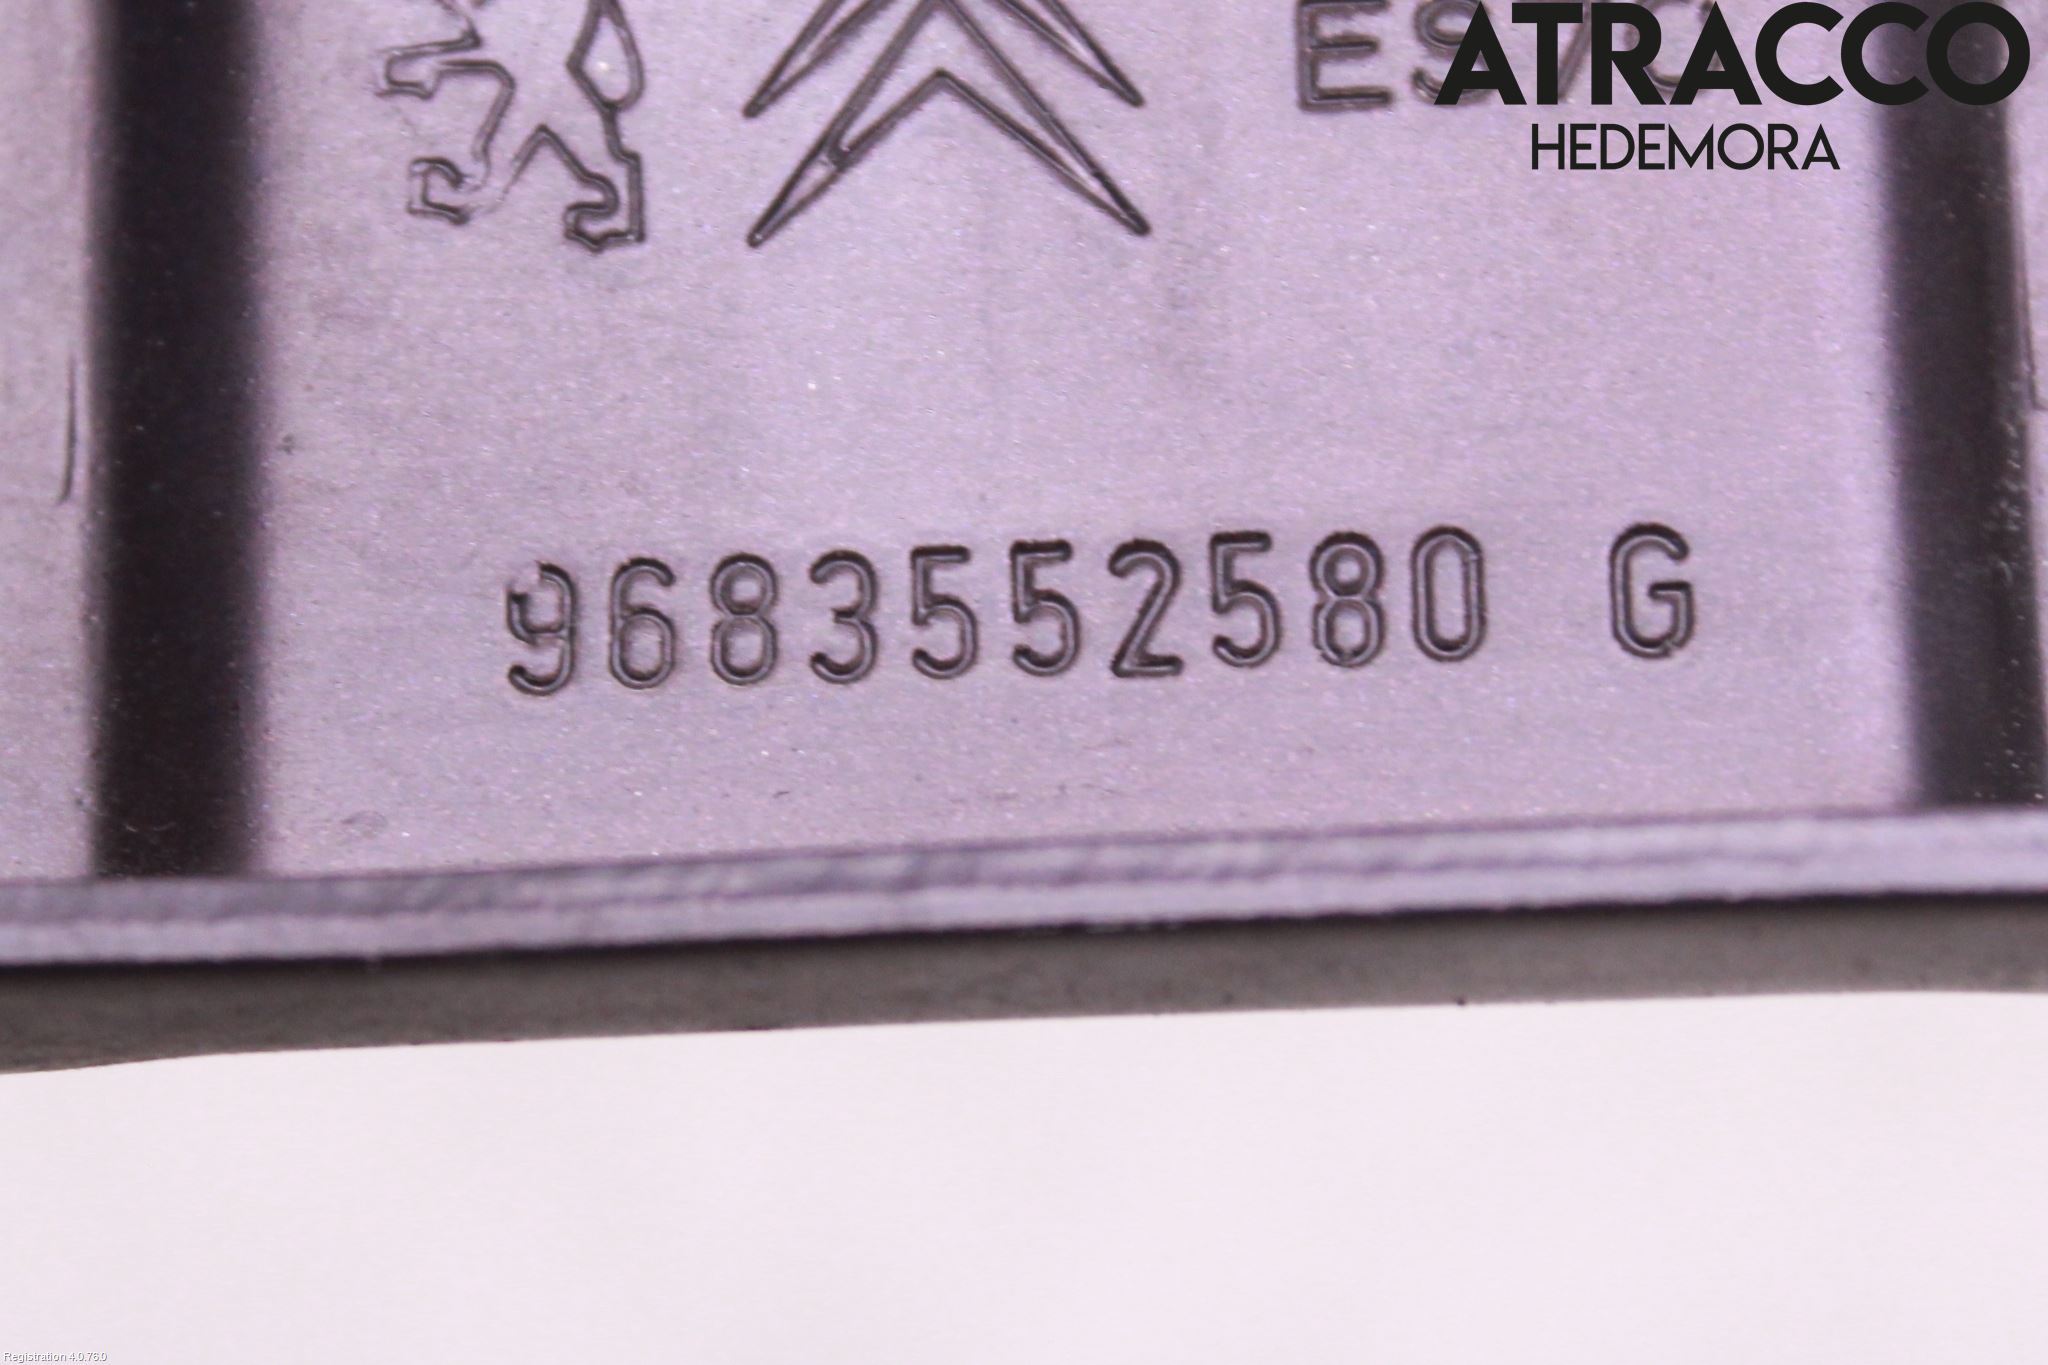 ATRACCO
HEDEMORA
9683552580 G
Registration 4.0.76.0